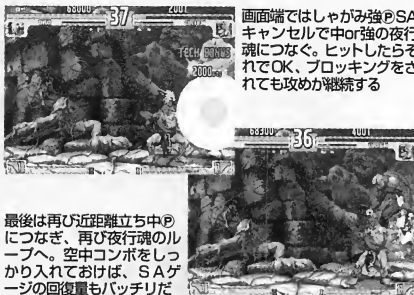 68000 37 2001
TECH BONUS
2000
画面端ではしゃがみ強ⓅSA
キャンセルで中or強の夜行
魂につなぐ。ヒットしたらそ
れでOK、ブロッキングをさ
れても攻めが継続する
68300 36 4001
最後は再び近距離立ち中Ⓟ
につなぎ、再び夜行魂のル
ープへ。空中コンボをしっ
かり入れておけば、SAゲ
ージの回復量もバッチリだ